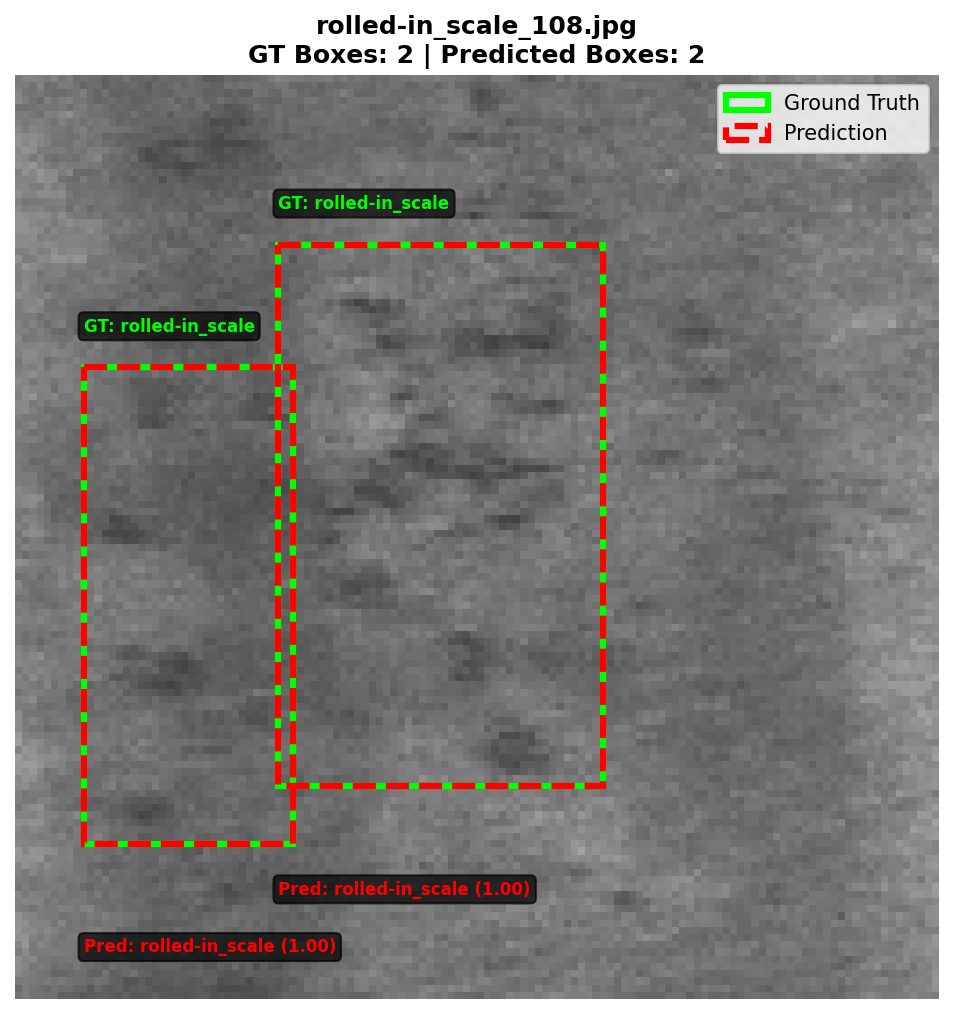 rolled-in_scale_108.jpg
GT Boxes: 2 | Predicted Boxes: 2
Ground Truth
Prediction
GT: rolled-in_scale
GT: rolled-in_scale
Pred: rolled-in_scale (1.00)
Pred: rolled-in_scale (1.00)